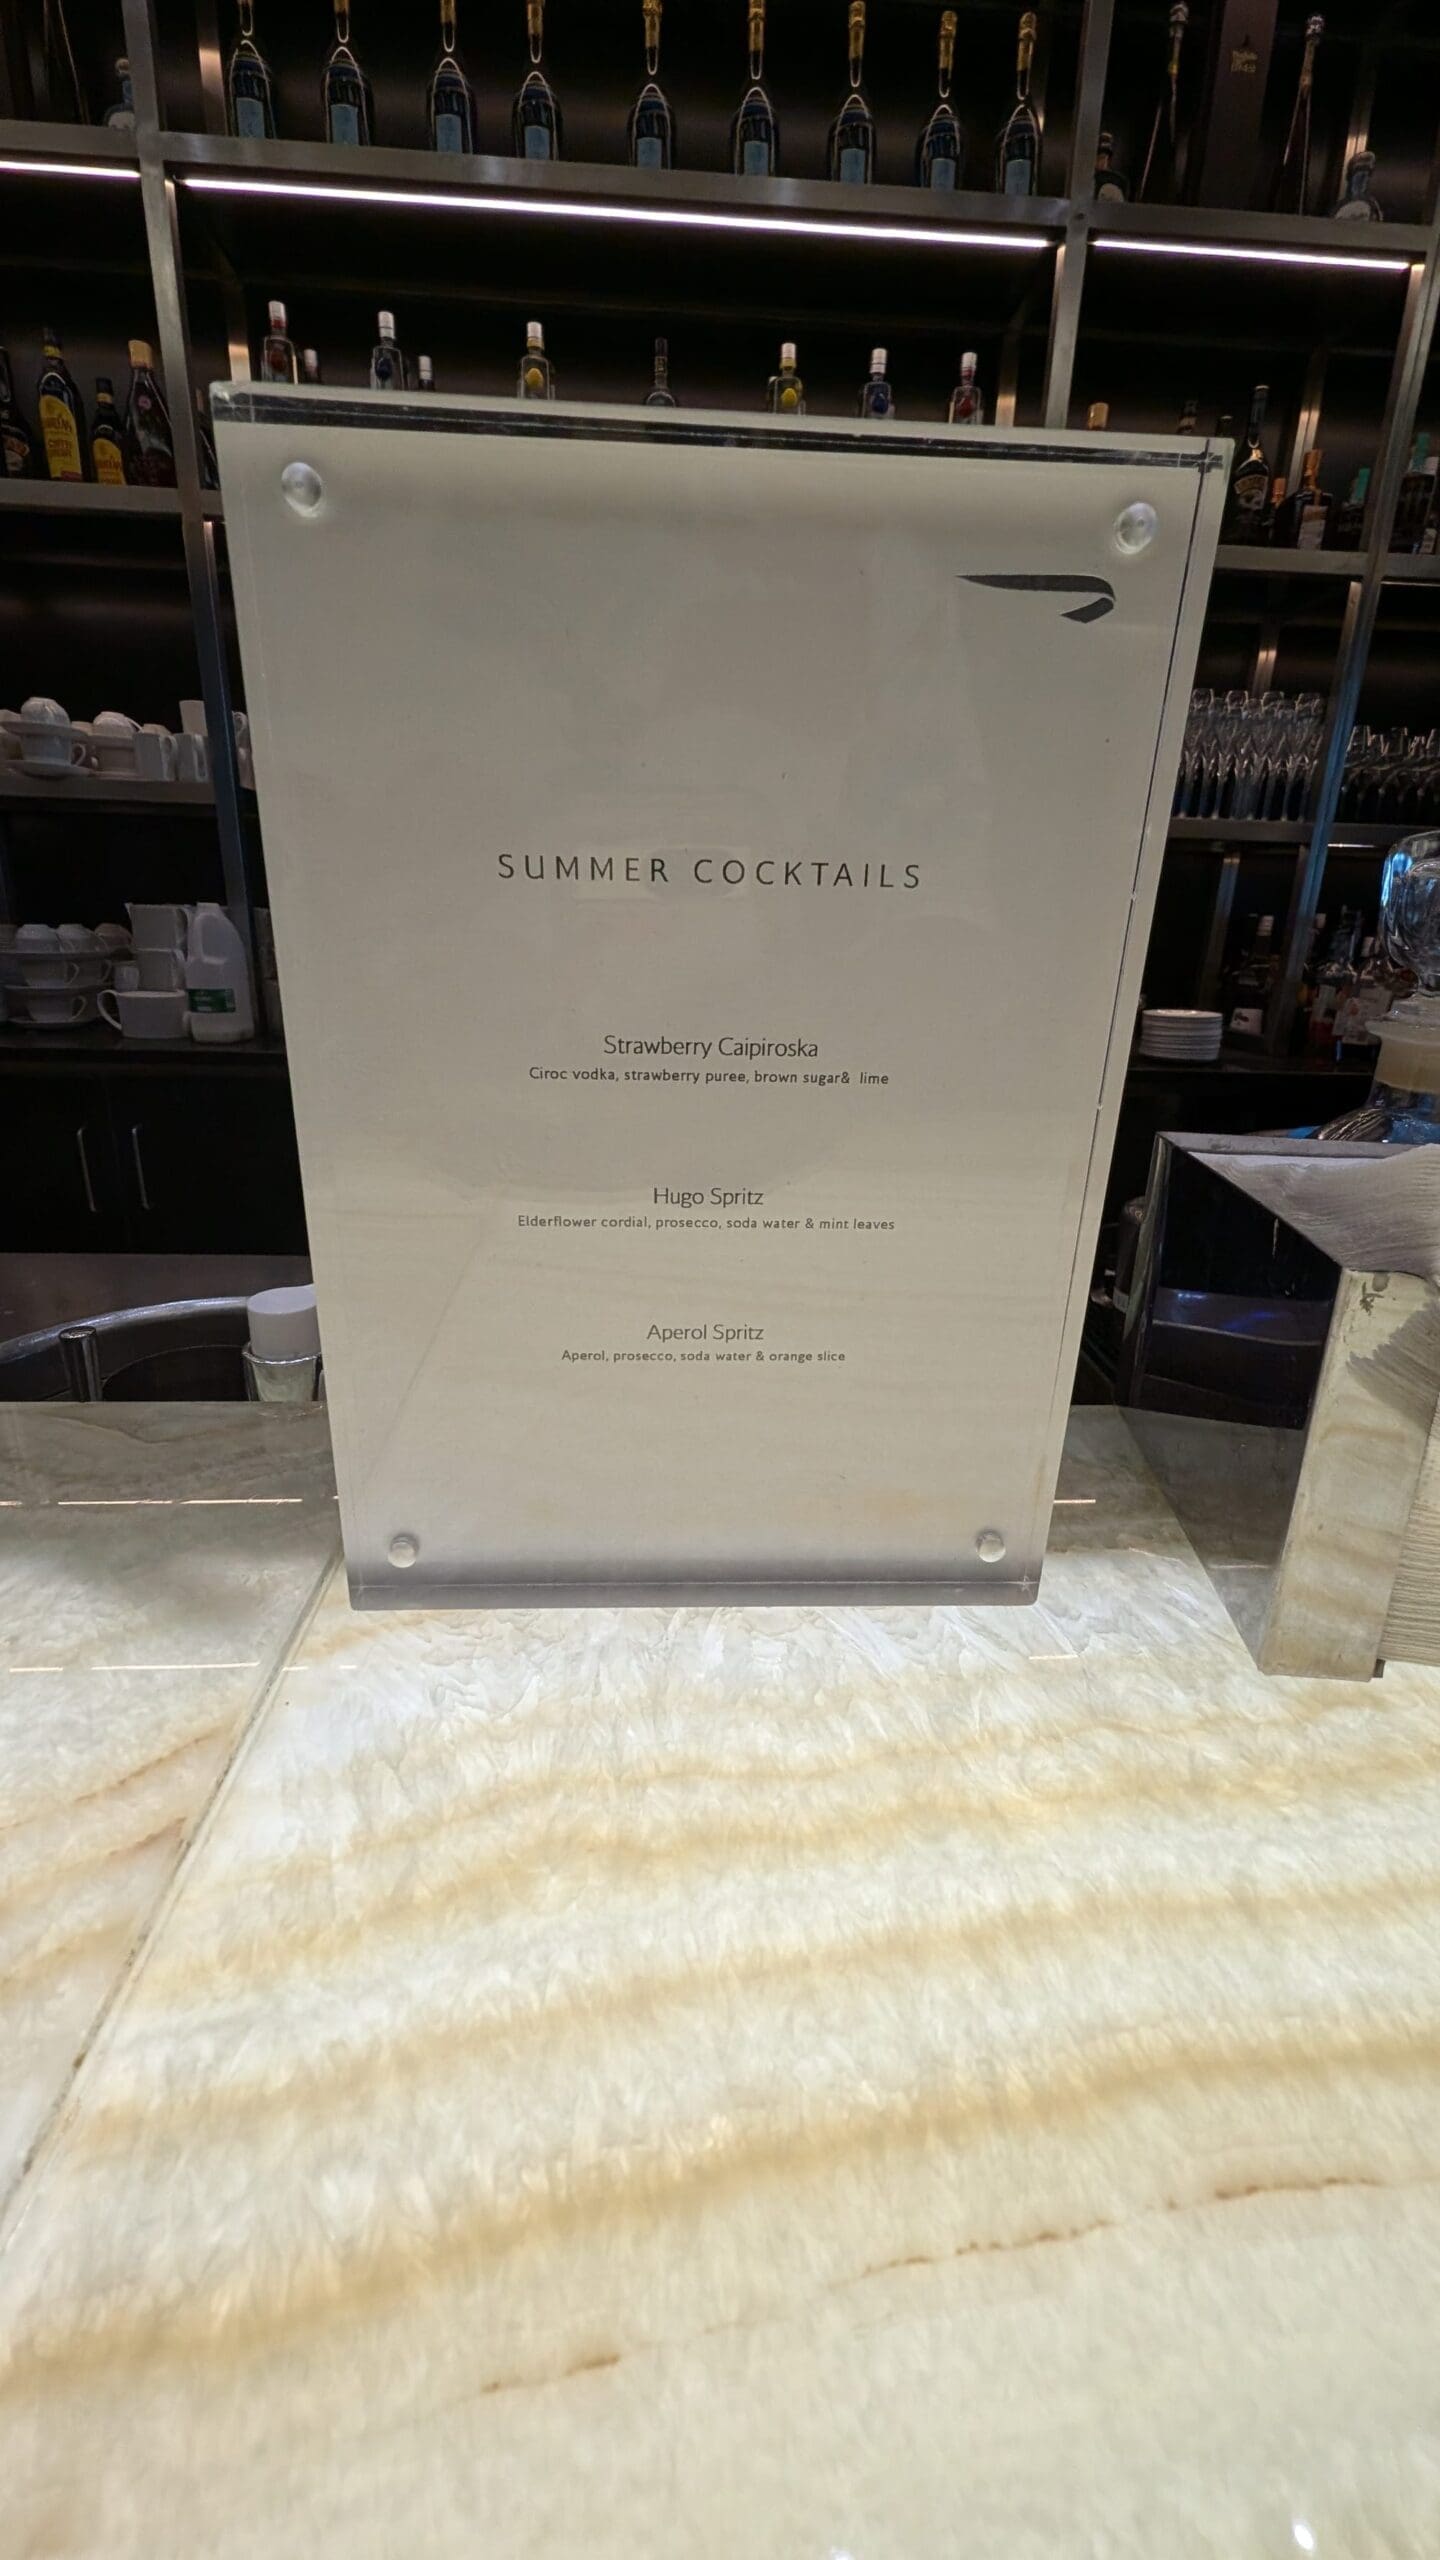 SUMMER COCKTAILS
Strawberry Caipiroska
Ciroc vodka, strawberry puree, brown sugar& lime
Hugo Spritz
Elderflower cordial, prosecco, soda water & mint leaves
Aperol Spritz
Aperol, prosecco, soda water & orange slice